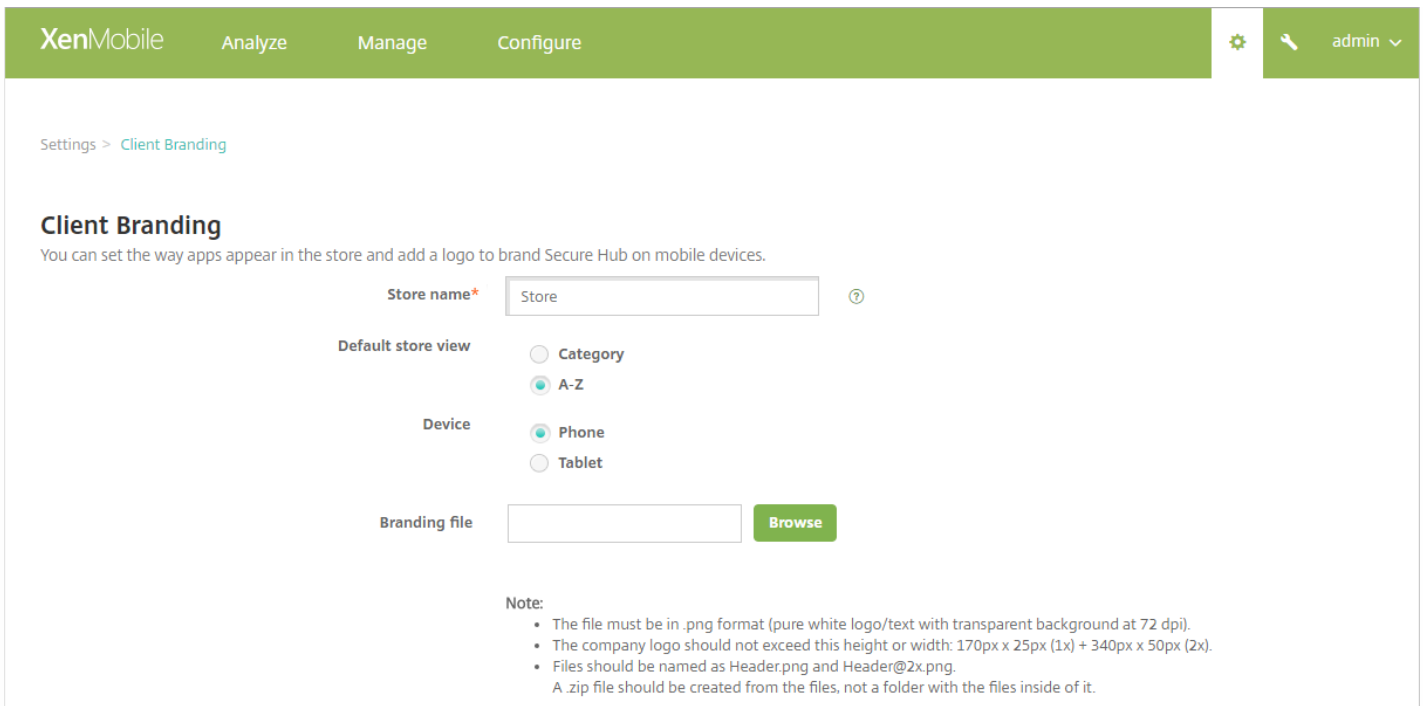 XenMobile Analyze Manage Configure admin
Settings > Client Branding
Client Branding
You can set the way apps appear in the store and add a logo to brand Secure Hub on mobile devices.
Store name* Store ?
Default store view
Category
A-Z
Device
Phone
Tablet
Branding file Browse
Note:
• The file must be in .png format (pure white logo/text with transparent background at 72 dpi).
• The company logo should not exceed this height or width: 170px x 25px (1x) + 340px x 50px (2x).
• Files should be named as Header.png and Header@2x.png.
A .zip file should be created from the files, not a folder with the files inside of it.